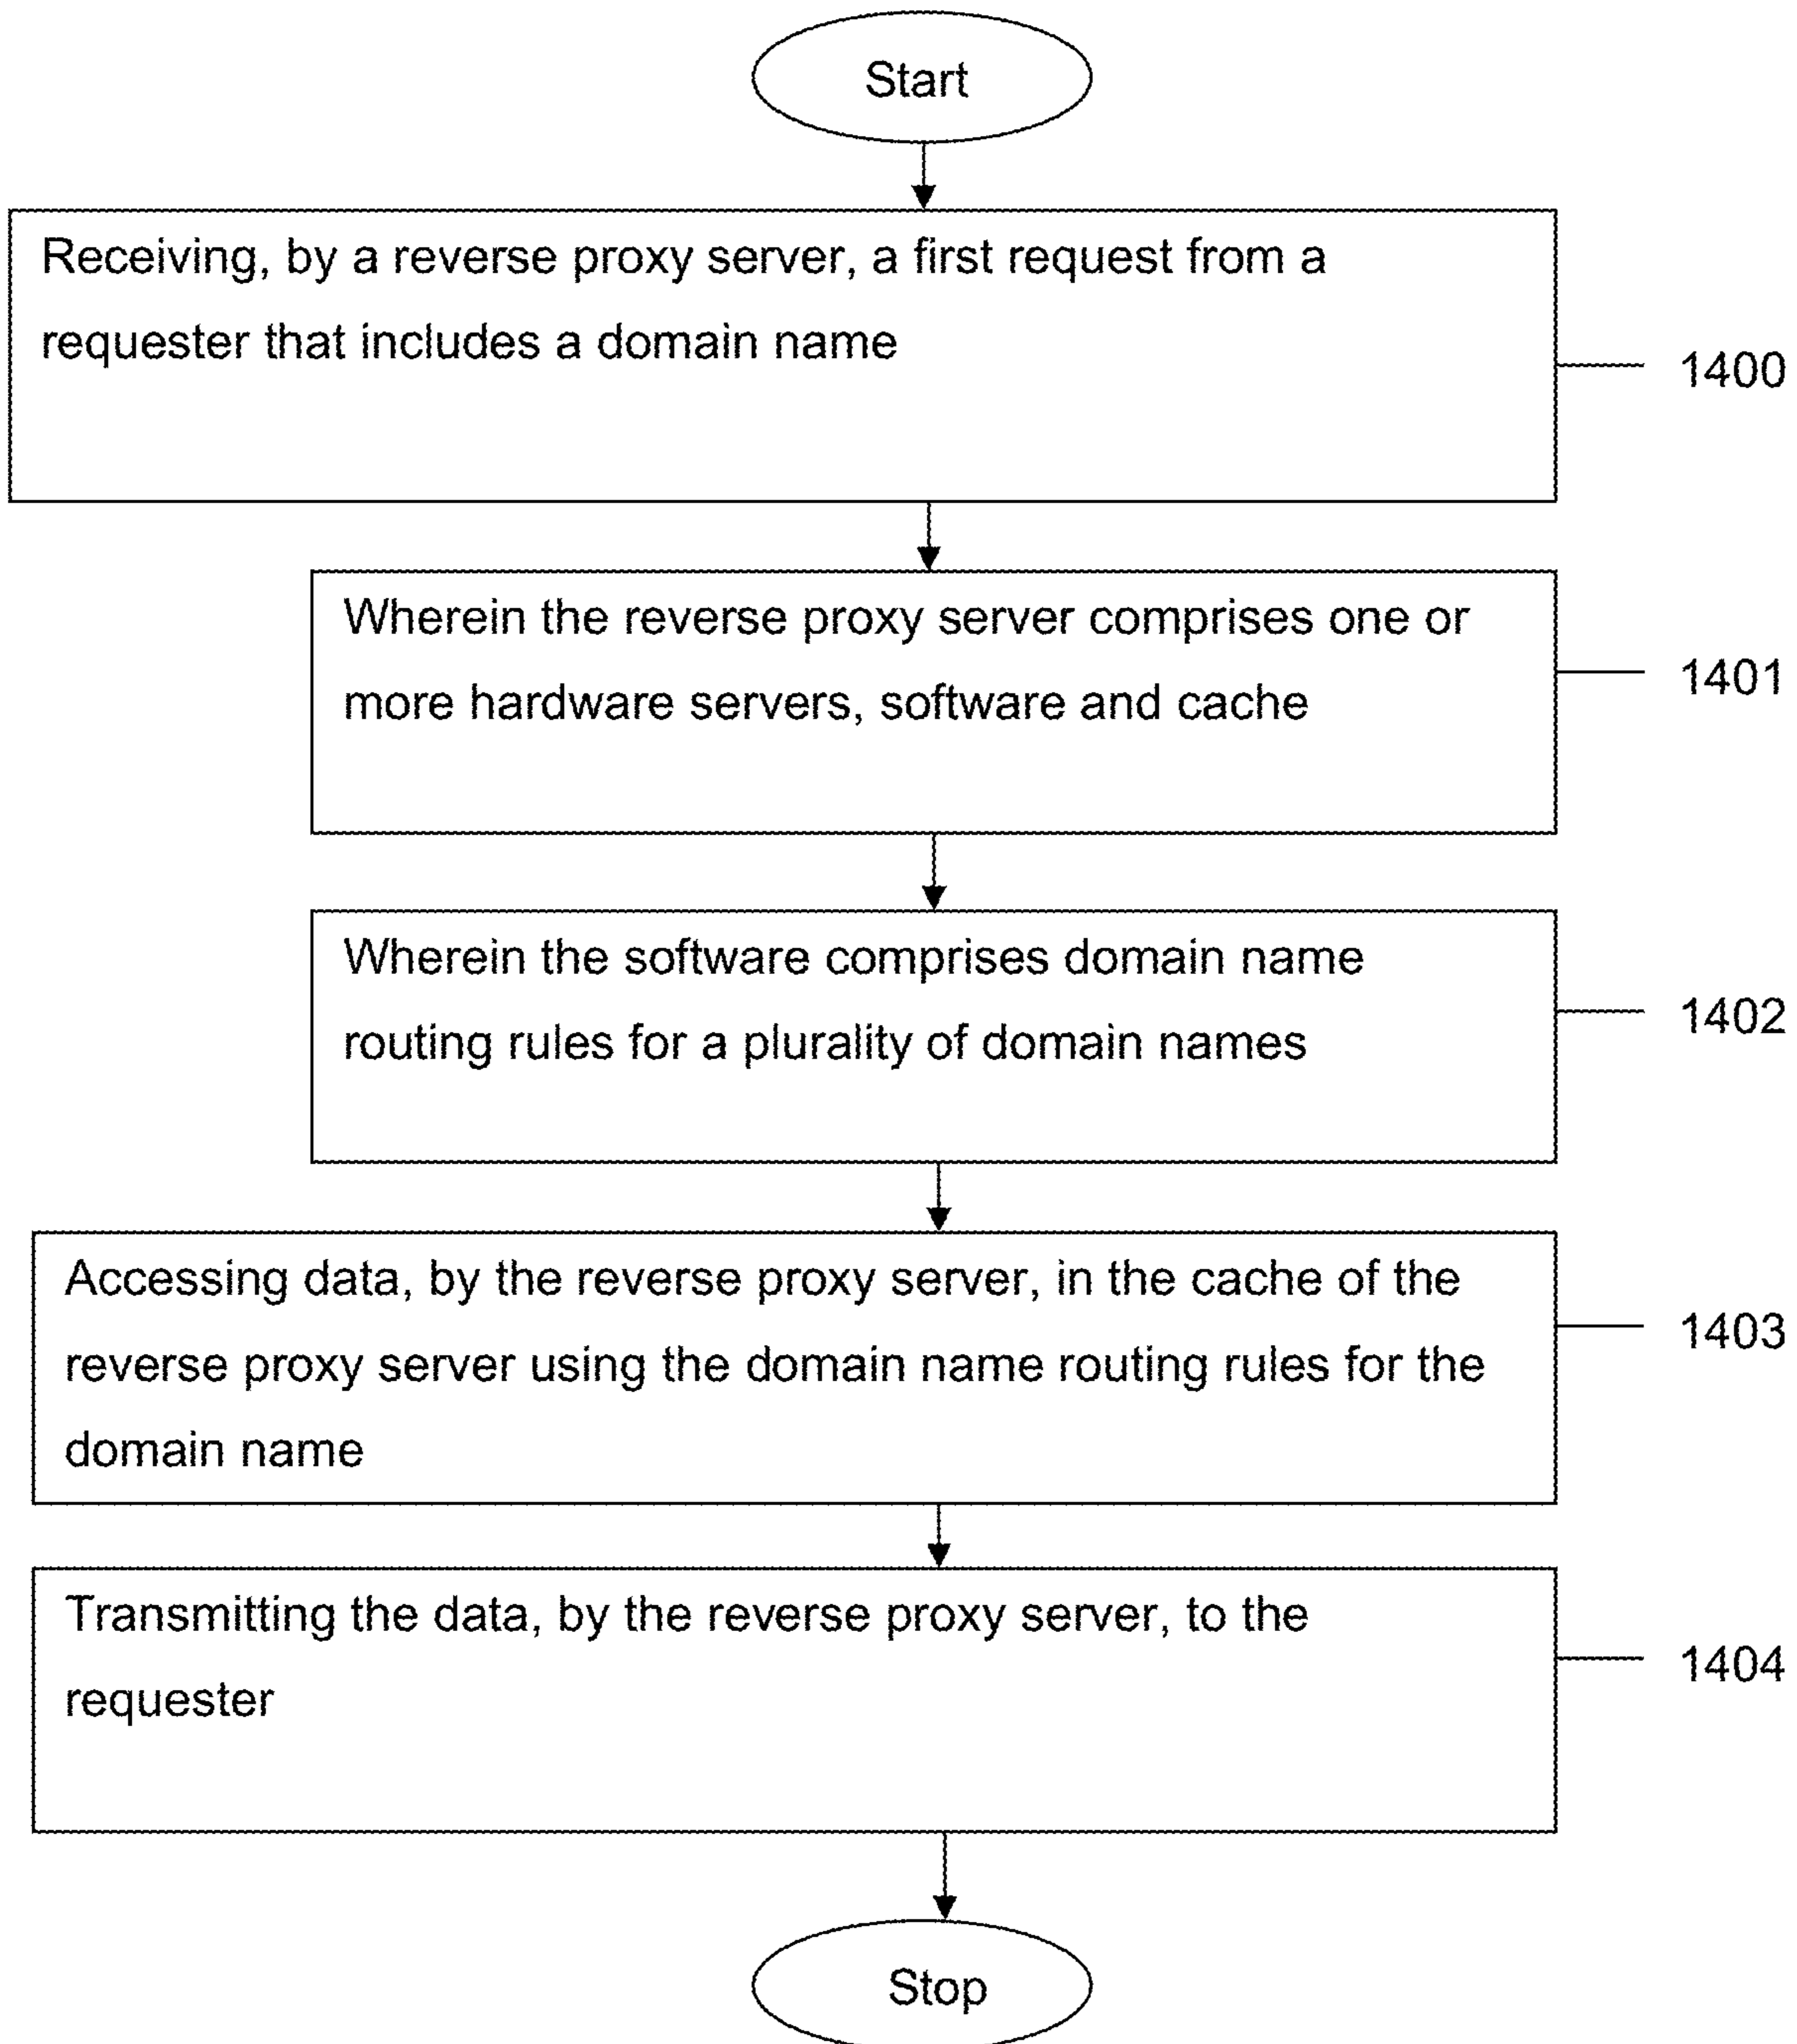 Start
Receiving, by a reverse proxy server, a first request from a
requester that includes a domain name
1400
Wherein the reverse proxy server comprises one or
more hardware servers, software and cache
1401
Wherein the software comprises domain name
routing rules for a plurality of domain names
1402
Accessing data, by the reverse proxy server, in the cache of the
reverse proxy server using the domain name routing rules for the
domain name
1403
Transmitting the data, by the reverse proxy server, to the
requester
1404
Stop